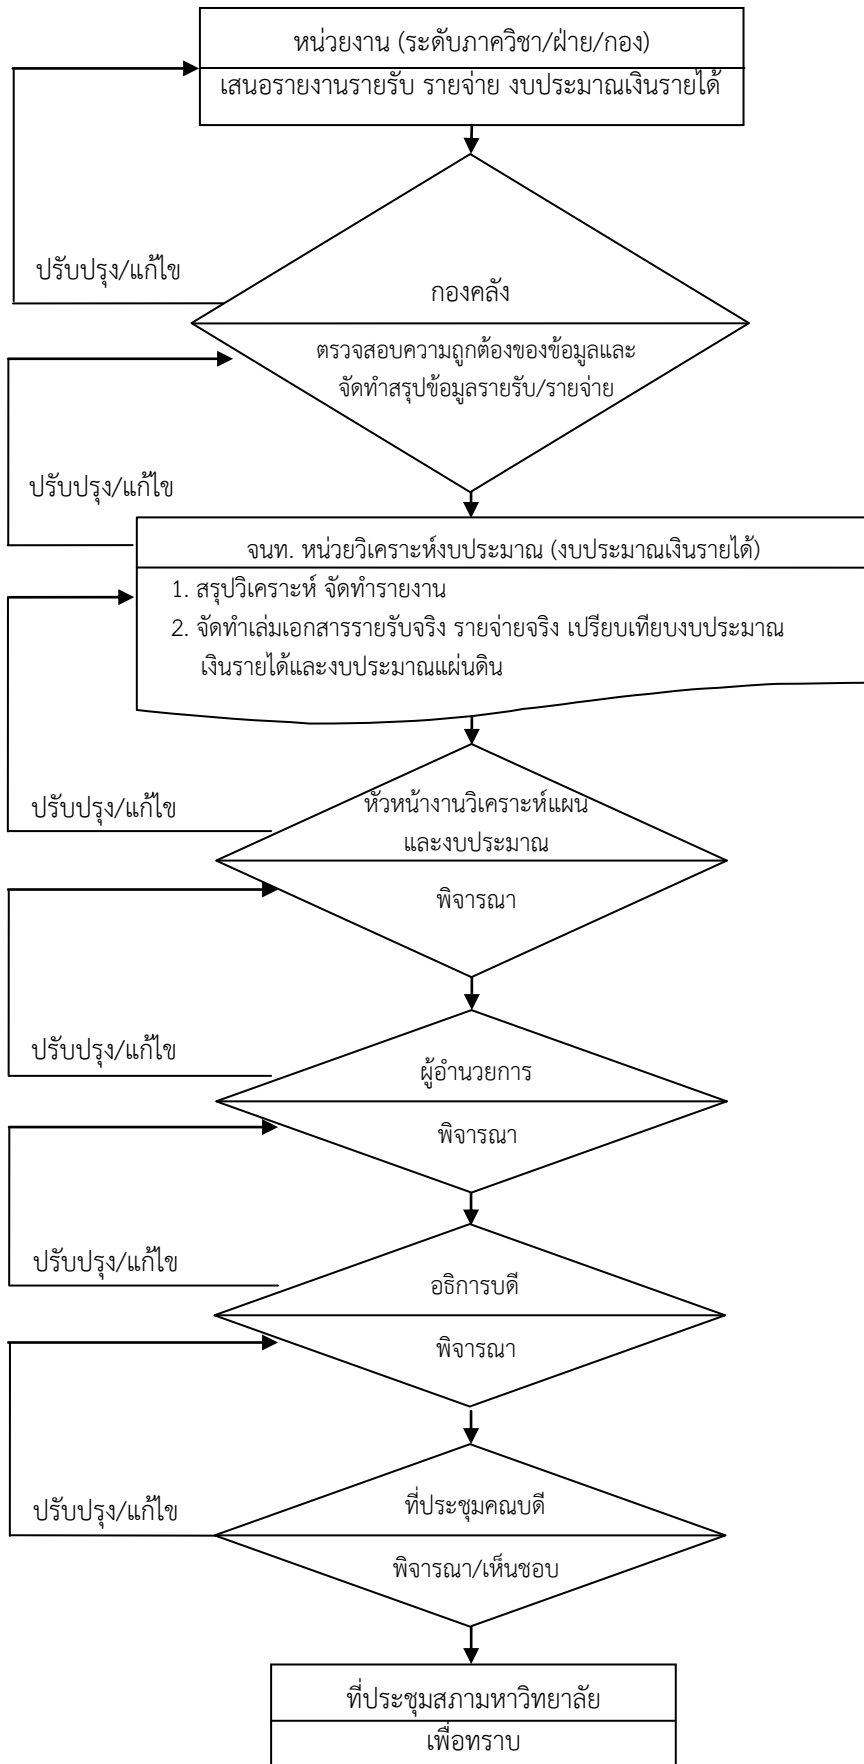 หน่วยงาน (ระดับภาควิชา/ฝ่าย/กอง)
เสนอรายงานรายรับ รายจ่าย งบประมาณเงินรายได้
ปรับปรุง/แก้ไข
กองคลัง
ตรวจสอบความถูกต้องของข้อมูลและ
จัดทำสรุปข้อมูลรายรับ/รายจ่าย
ปรับปรุง/แก้ไข
จนท. หน่วยวิเคราะห์งบประมาณ (งบประมาณเงินรายได้)
1. สรุปวิเคราะห์ จัดทำรายงาน
2. จัดทำเล่มเอกสารรายรับจริง รายจ่ายจริง เปรียบเทียบงบประมาณ
เงินรายได้และงบประมาณแผ่นดิน
ปรับปรุง/แก้ไข
หัวหน้างานวิเคราะห์แผน
และงบประมาณ
พิจารณา
ปรับปรุง/แก้ไข
ผู้อำนวยการ
พิจารณา
ปรับปรุง/แก้ไข
อธิการบดี
พิจารณา
ปรับปรุง/แก้ไข
ที่ประชุมคณบดี
พิจารณา/เห็นชอบ
ที่ประชุมสภามหาวิทยาลัย
เพื่อทราบ